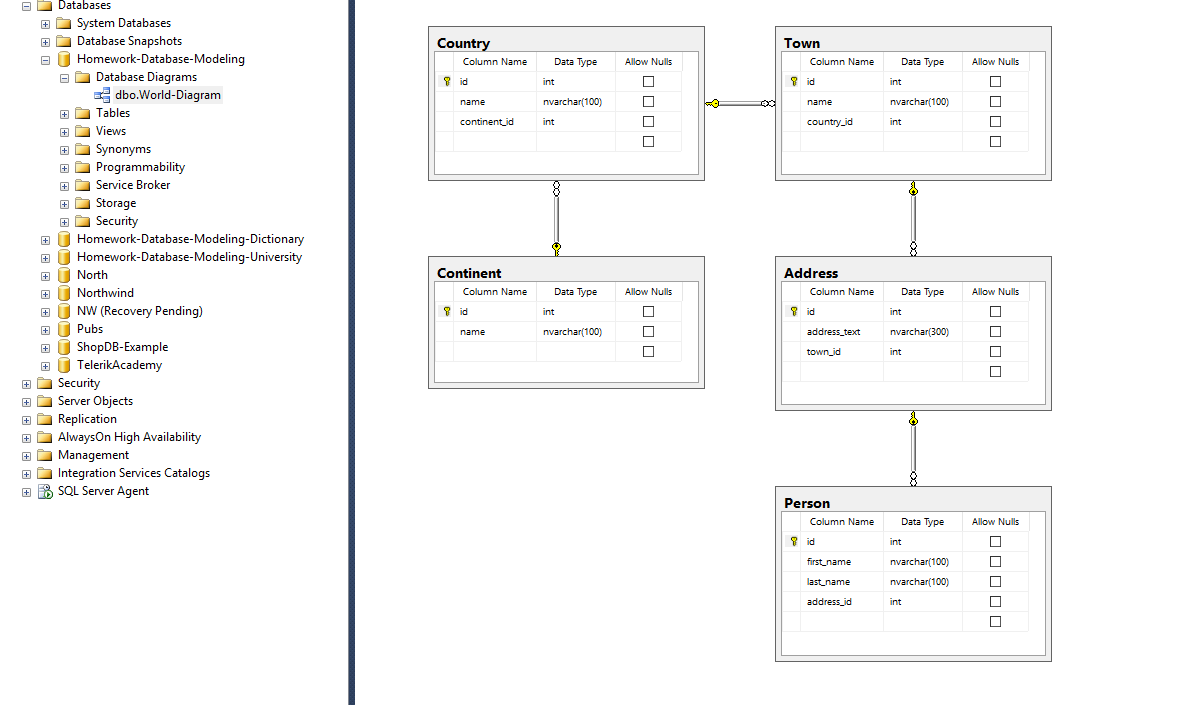 Databases
System Databases
Database Snapshots
Homework-Database-Modeling
Database Diagrams
dbo.World-Diagram
Tables
Views
Synonyms
Programmability
Service Broker
Storage
Security
Homework-Database-Modeling-Dictionary
Homework-Database-Modeling-University
North
Northwind
NW (Recovery Pending)
Pubs
ShopDB-Example
TelerikAcademy
Security
Server Objects
Replication
AlwaysOn High Availability
Management
Integration Services Catalogs
SQL Server Agent
Country
Column Name Data Type Allow Nulls
id int
name nvarchar(100)
continent_id int
Town
Column Name Data Type Allow Nulls
id int
name nvarchar(100)
country_id int
Continent
Column Name Data Type Allow Nulls
id int
name nvarchar(100)
Address
Column Name Data Type Allow Nulls
id int
address_text nvarchar(300)
town_id int
Person
Column Name Data Type Allow Nulls
id int
first_name nvarchar(100)
last_name nvarchar(100)
address_id int